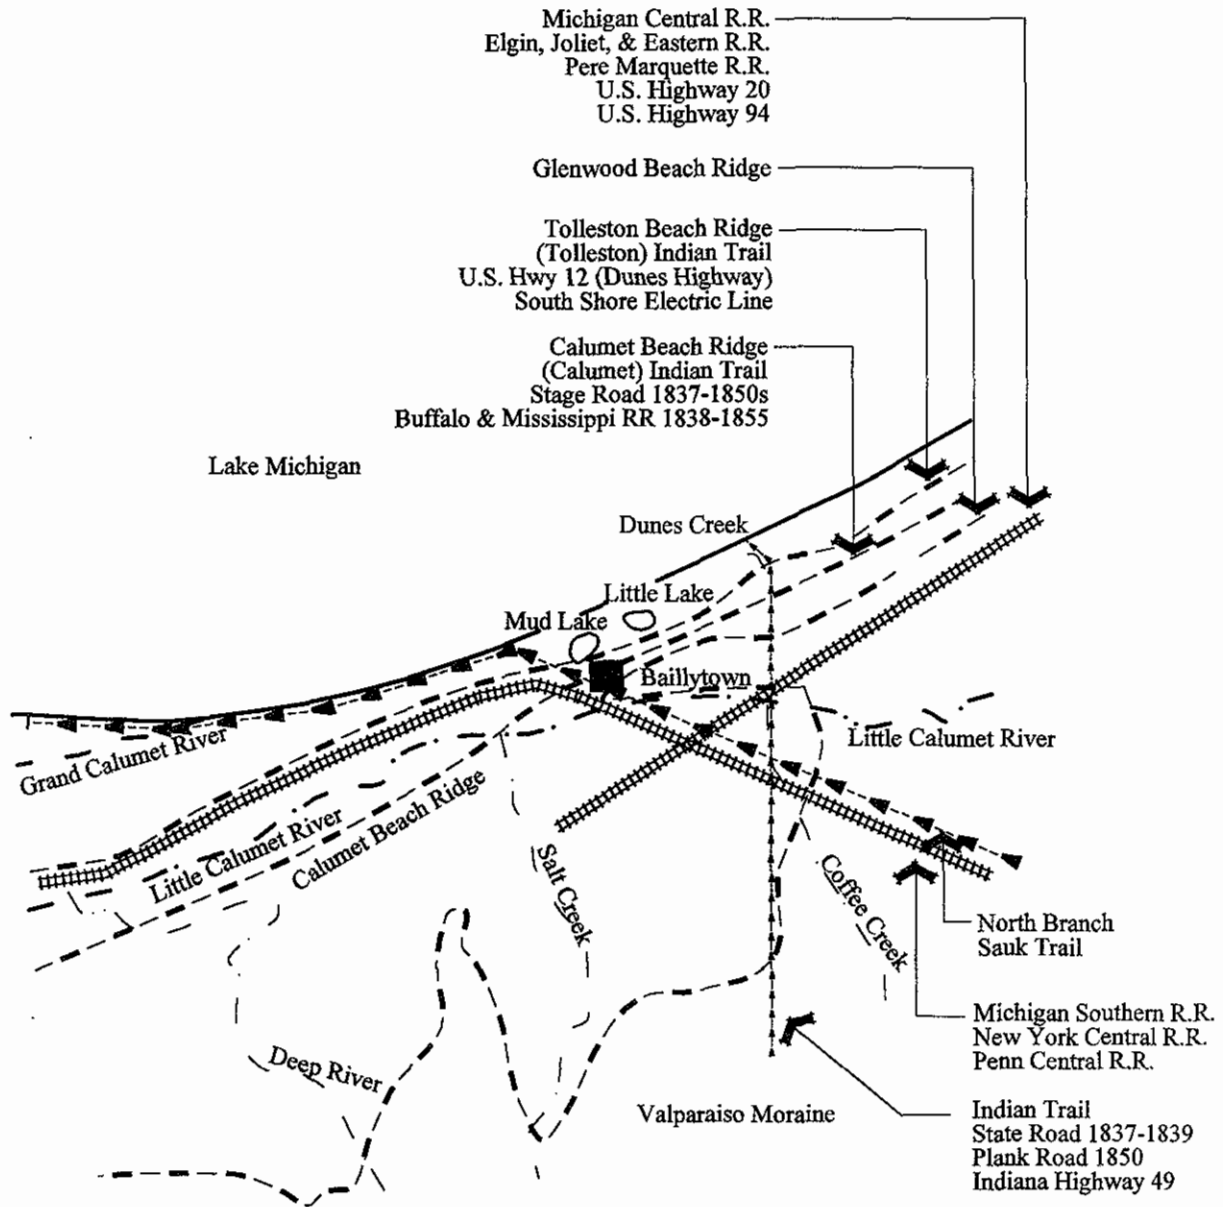 Michigan Central R.R.
Elgin, Joliet, & Eastern R.R.
Pere Marquette R.R.
U.S. Highway 20
U.S. Highway 94
Glenwood Beach Ridge
Tolleston Beach Ridge
(Tolleston) Indian Trail
U.S. Hwy 12 (Dunes Highway)
South Shore Electric Line
Calumet Beach Ridge
(Calumet) Indian Trail
Stage Road 1837-1850s
Buffalo & Mississippi RR 1838-1855
Lake Michigan
Dunes Creek
Little Lake
Mud Lake
Baillytown
Grand Calumet River
Little Calumet River
Little Calumet River
Calumet Beach Ridge
Salt Creek
Coffee Creek
North Branch
Sauk Trail
Michigan Southern R.R.
New York Central R.R.
Penn Central R.R.
Deep River
Valparaiso Moraine
Indian Trail
State Road 1837-1839
Plank Road 1850
Indiana Highway 49